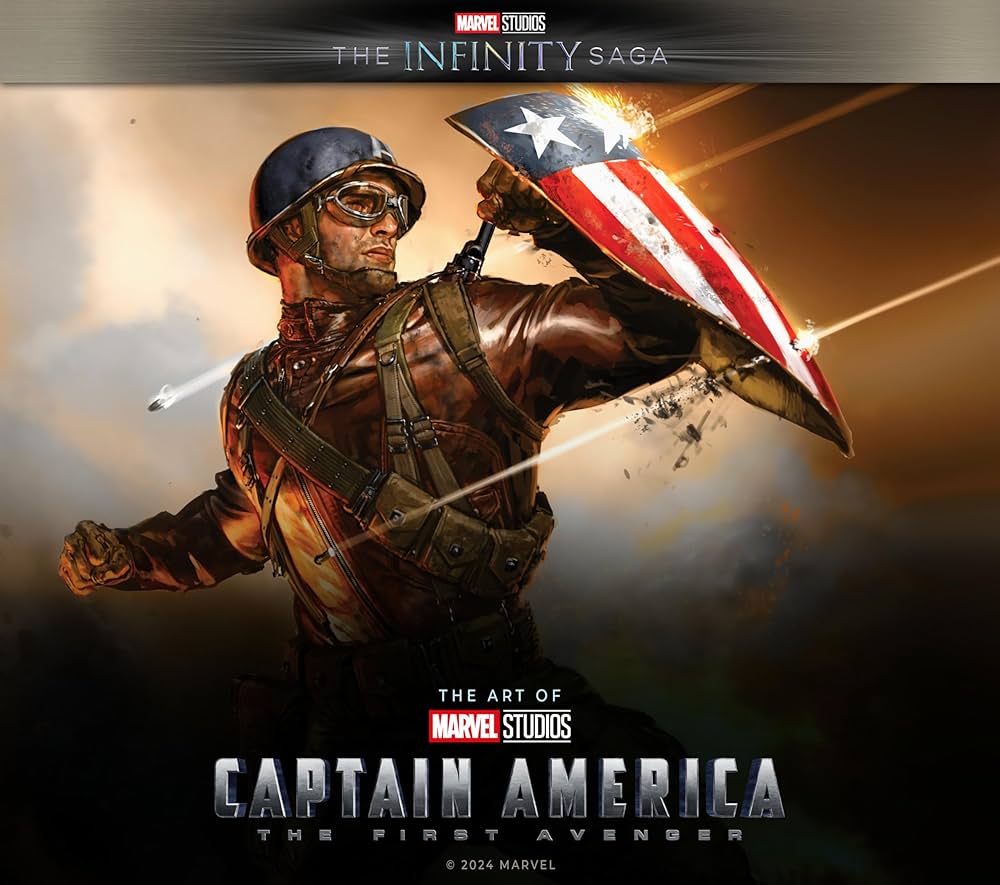 MARVEL STUDIOS
THE INFINITY SAGA
THE ART OF
MARVEL STUDIOS
CAPTAIN AMERICA
THE FIRST AVENGER
© 2024 MARVEL